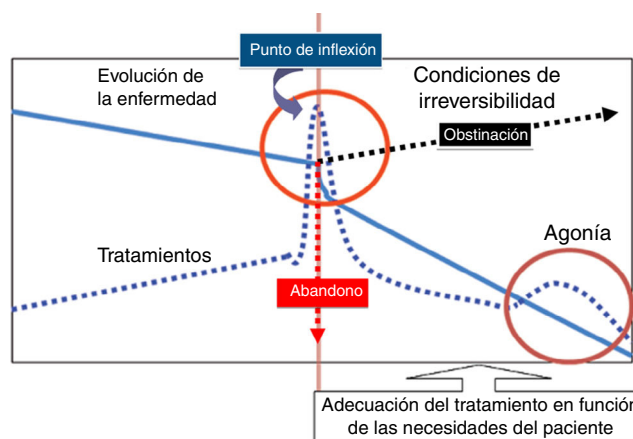 Punto de inflexión
Evolución de
la enfermedad
Condiciones de
irreversibilidad
Obstinación
Tratamientos
Agonía
Abandono
Adecuación del tratamiento en función
de las necesidades del paciente